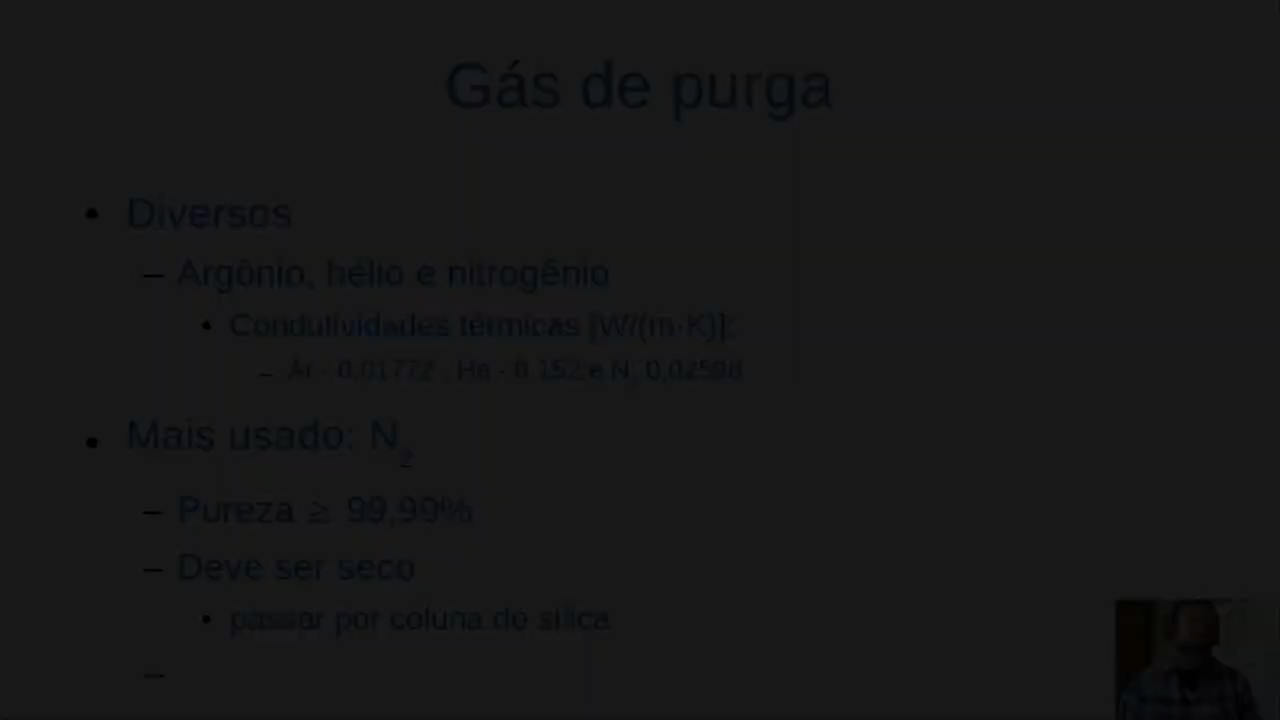 Gás de purga
• Diversos
– Argônio, hélio e nitrogênio
• Condutividades térmicas [W/(m·K)]:
– Ar - 0,01772 , He - 0.152 e N, 0,02598
• Mais usado: N₂
– Pureza ≥ 99,99%
– Deve ser seco
• passar por coluna de sílica
–